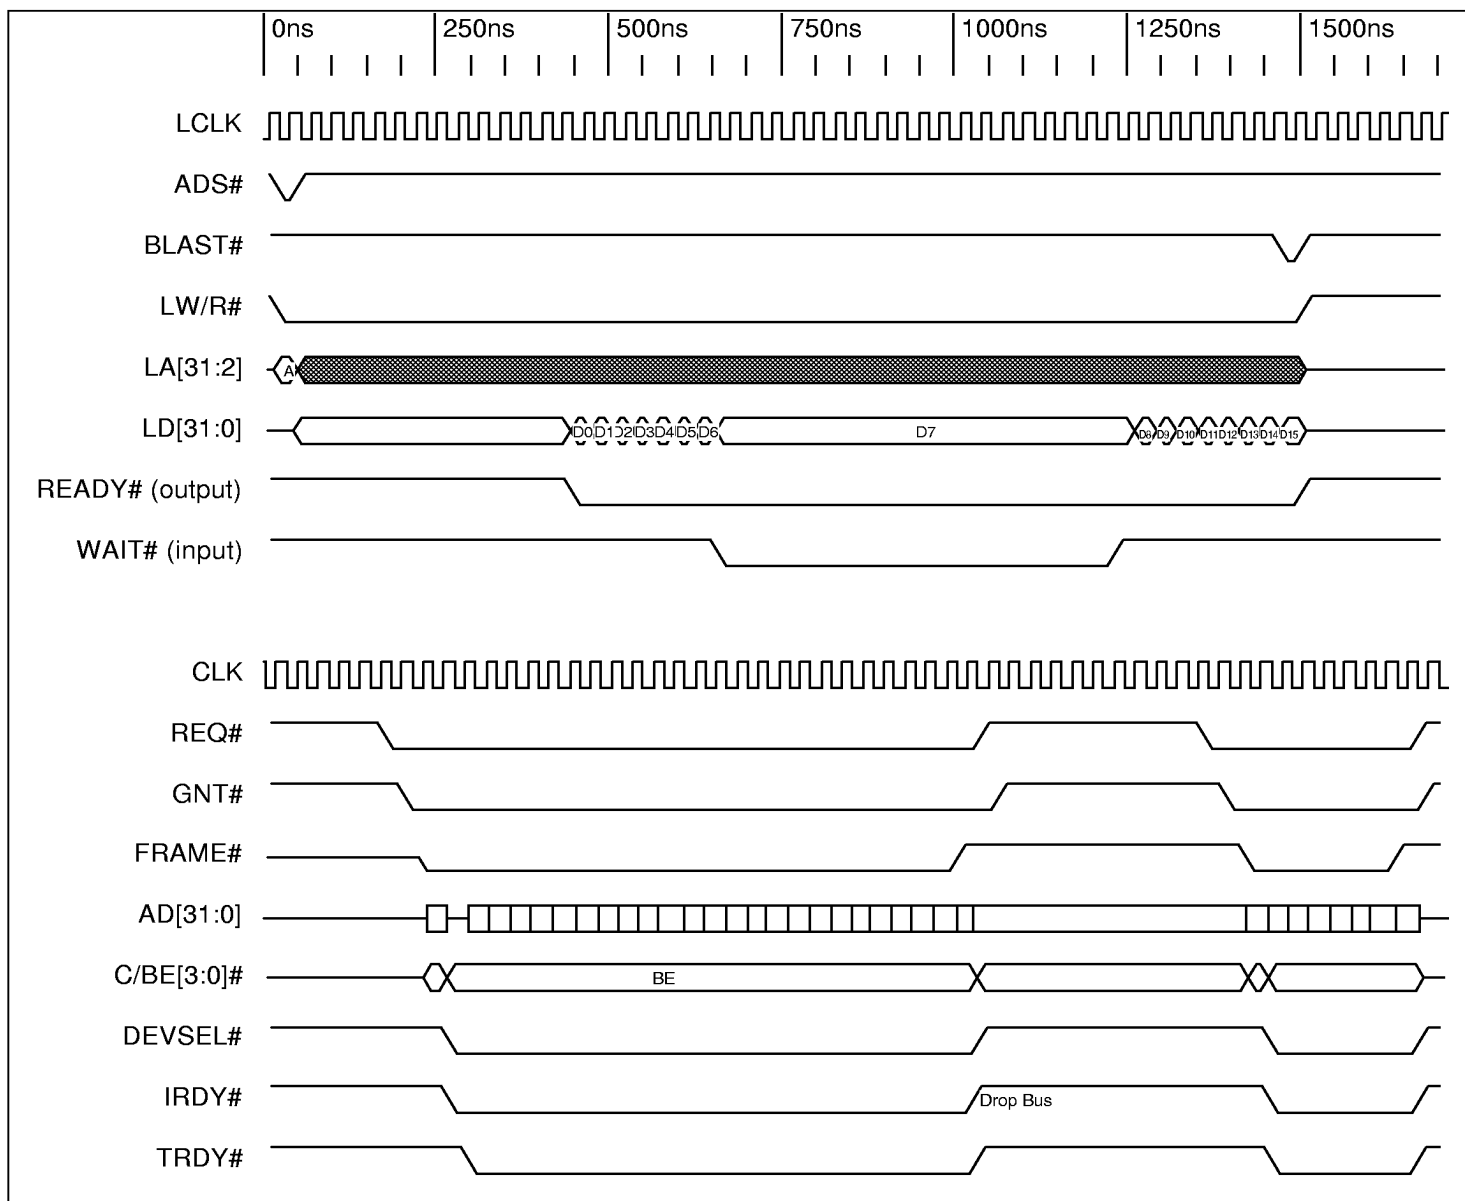 0ns 250ns 500ns 750ns 1000ns 1250ns 1500ns
LCLK
ADS#
BLAST#
LW/R#
LA[31:2] A
LD[31:0] D0 D1 D2 D3 D4 D5 D6 D7 D8 D9 D10 D11 D12 D13 D14 D15
READY# (output)
WAIT# (input)
CLK
REQ#
GNT#
FRAME#
AD[31:0]
C/BE[3:0]# BE
DEVSEL#
IRDY# Drop Bus
TRDY#